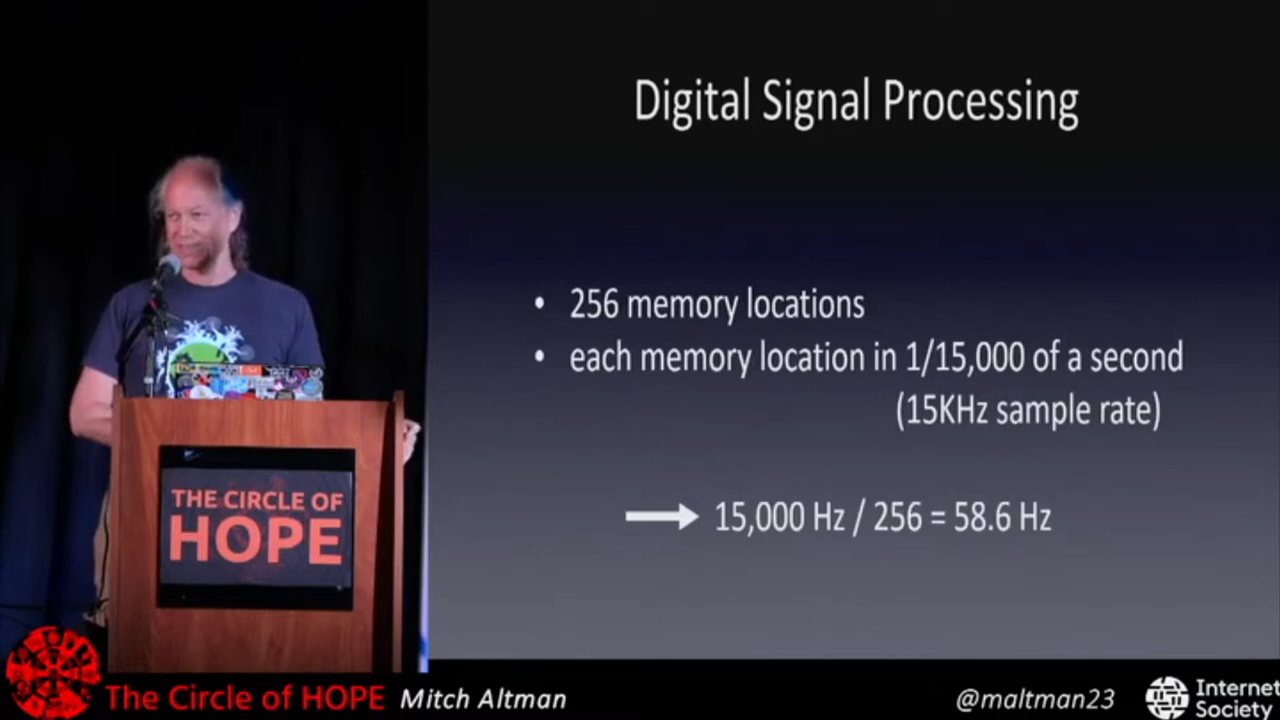 Digital Signal Processing
• 256 memory locations
• each memory location in 1/15,000 of a second
(15KHz sample rate)
15,000 Hz / 256 = 58.6 Hz
THE CIRCLE OF
HOPE
The Circle of HOPE
Mitch Altman
@maltman23
Internet
Society